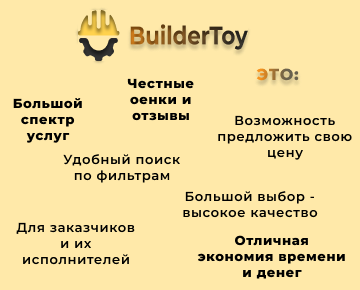 BuilderToy
это:
Честные
оенки и
отзывы
Большой
спектр
услуг
Возможность
предложить свою
цену
Удобный поиск
по фильтрам
Большой выбор -
высокое качество
Для заказчиков
и их
исполнителей
Отличная
экономия времени
и денег